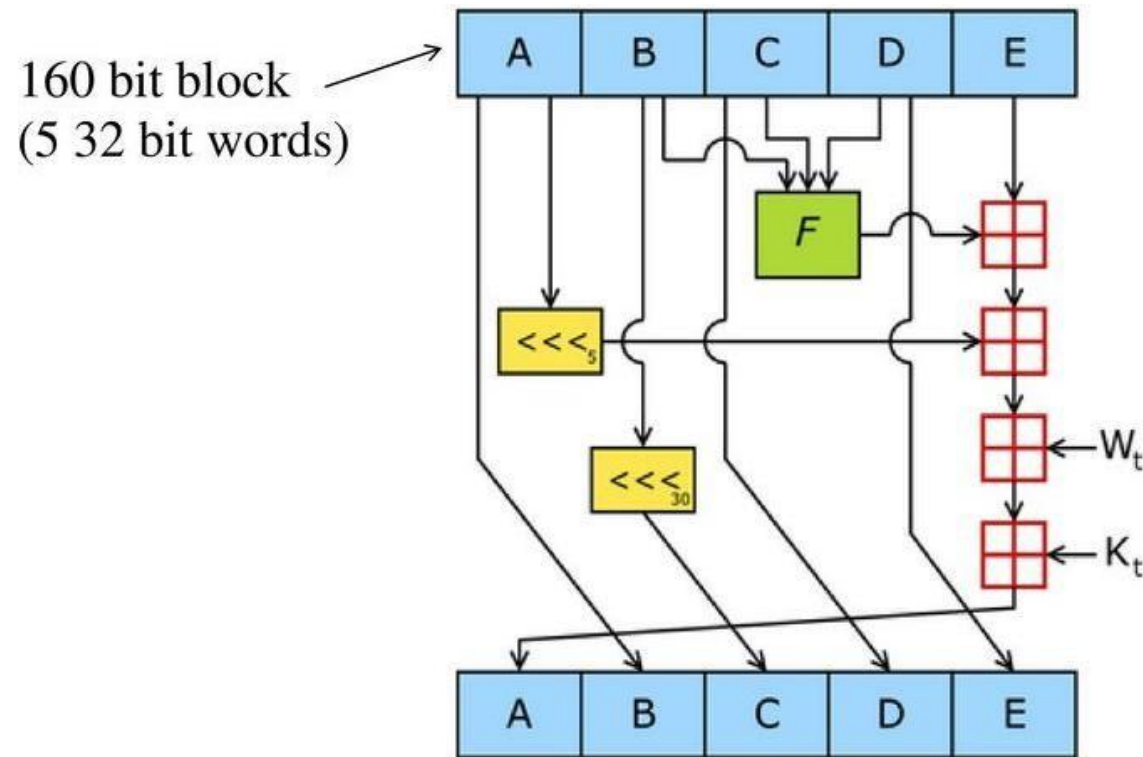 A B C D E
160 bit block
(5 32 bit words)
F
<<<5
Wt
<<<30
Kt
A B C D E